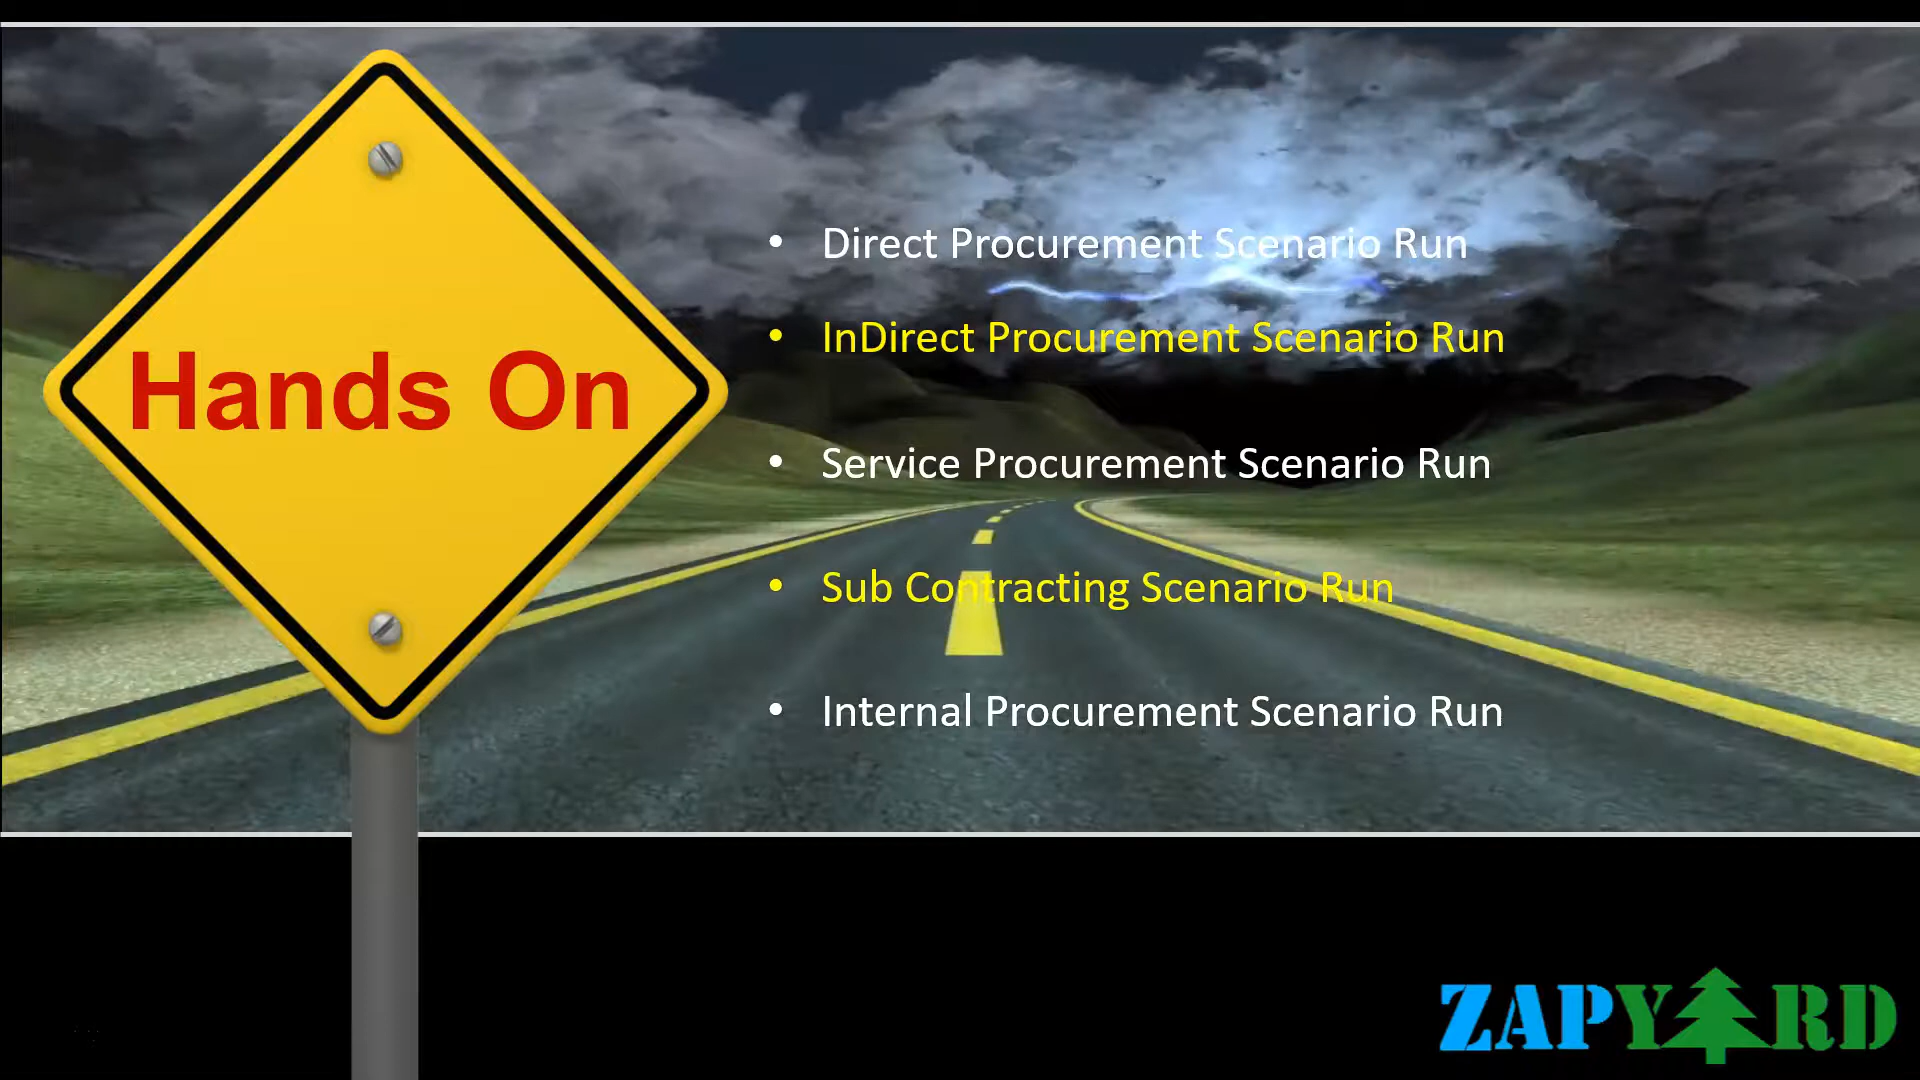 Hands On
• Direct Procurement Scenario Run
• InDirect Procurement Scenario Run
• Service Procurement Scenario Run
• Sub Contracting Scenario Run
• Internal Procurement Scenario Run
ZAPYARD